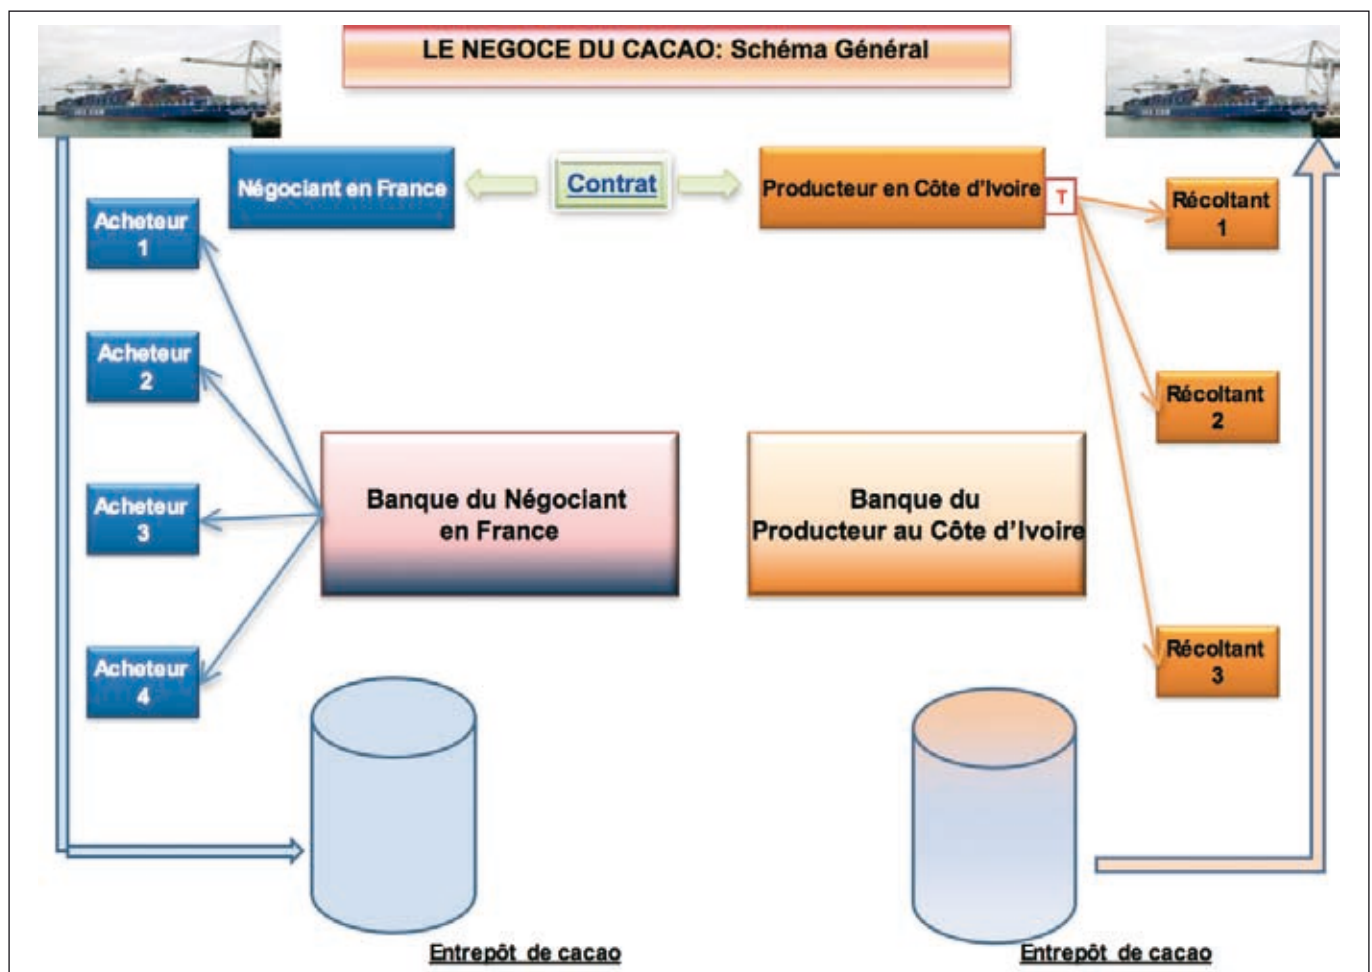 LE NEGOCE DU CACAO: Schéma Général
Négociant en France
Contrat
Producteur en Côte d'Ivoire
T
Récoltant
1
Acheteur
1
Acheteur
2
Récoltant
2
Banque du Négociant
en France
Banque du
Producteur au Côte d'Ivoire
Acheteur
3
Acheteur
4
Récoltant
3
Entrepôt de cacao
Entrepôt de cacao